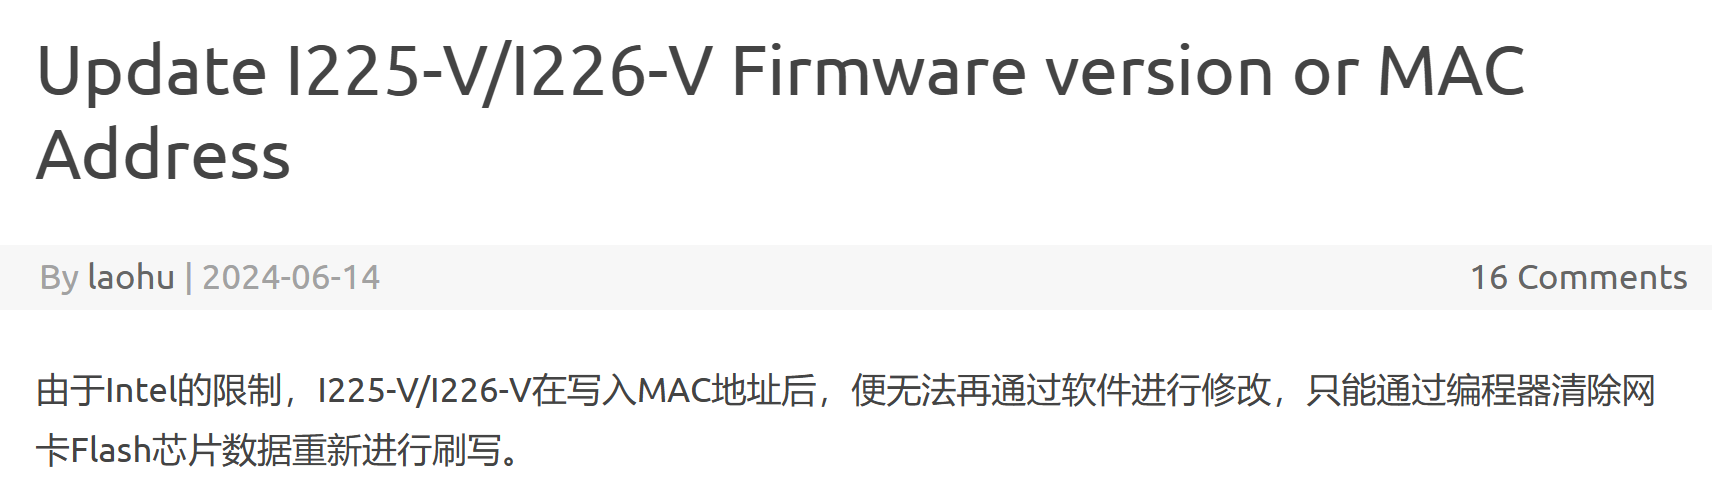 Update I225-V/I226-V Firmware version or MAC
Address
By laohu | 2024-06-14
16 Comments
由于Intel的限制，I225-V/I226-V在写入MAC地址后，便无法再通过软件进行修改，只能通过编程器清除网
卡Flash芯片数据重新进行刷写。